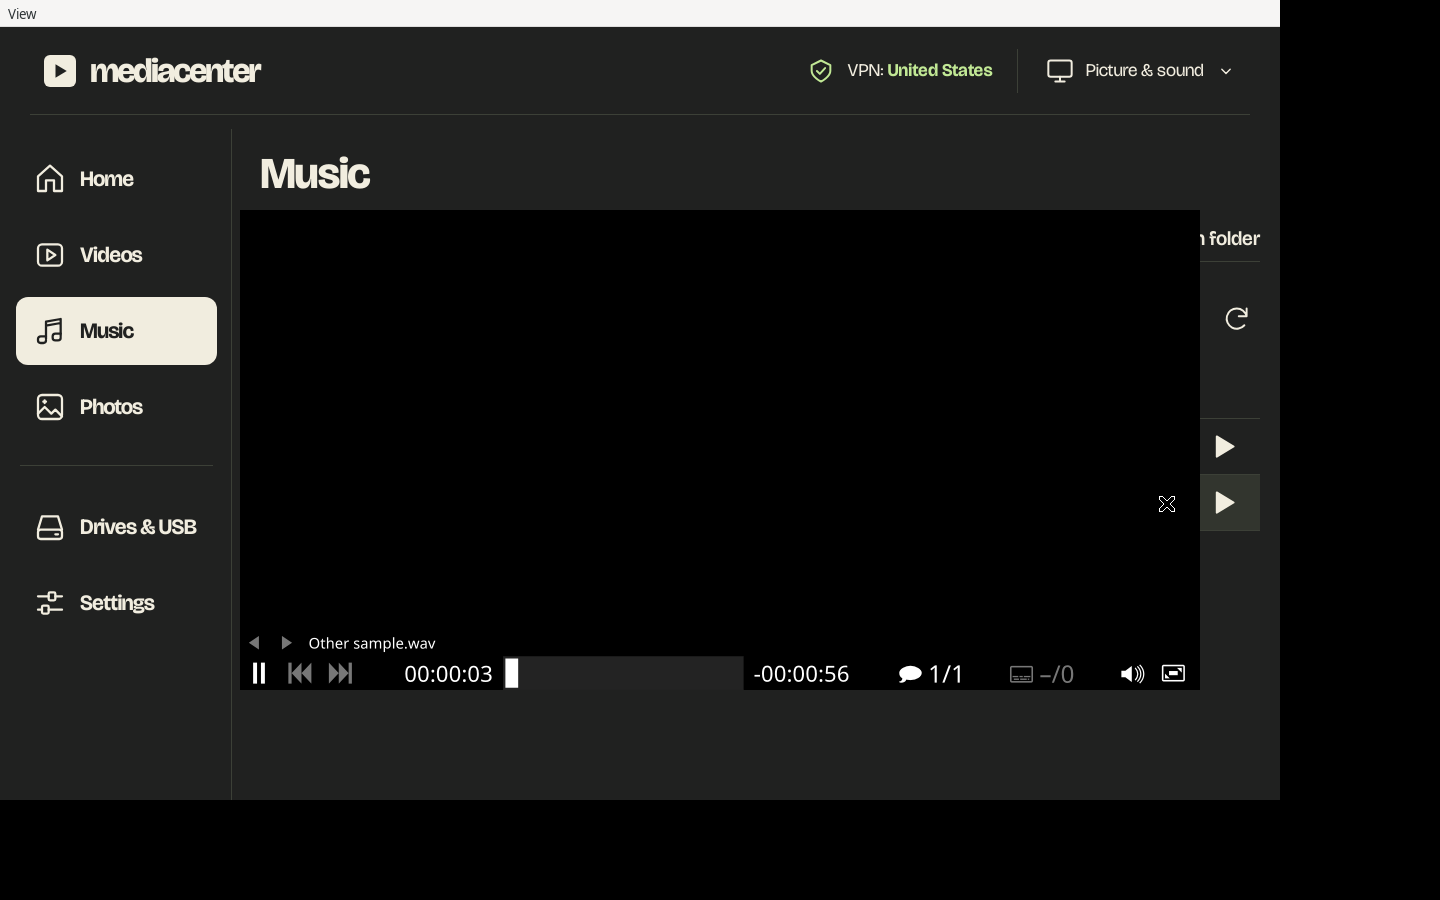 View
mediacenter
VPN: United States
Picture & sound
Home
Videos
Music
Photos
Drives & USB
Settings
Music
folder
Other sample.wav
00:00:03
-00:00:56
1/1
–/0